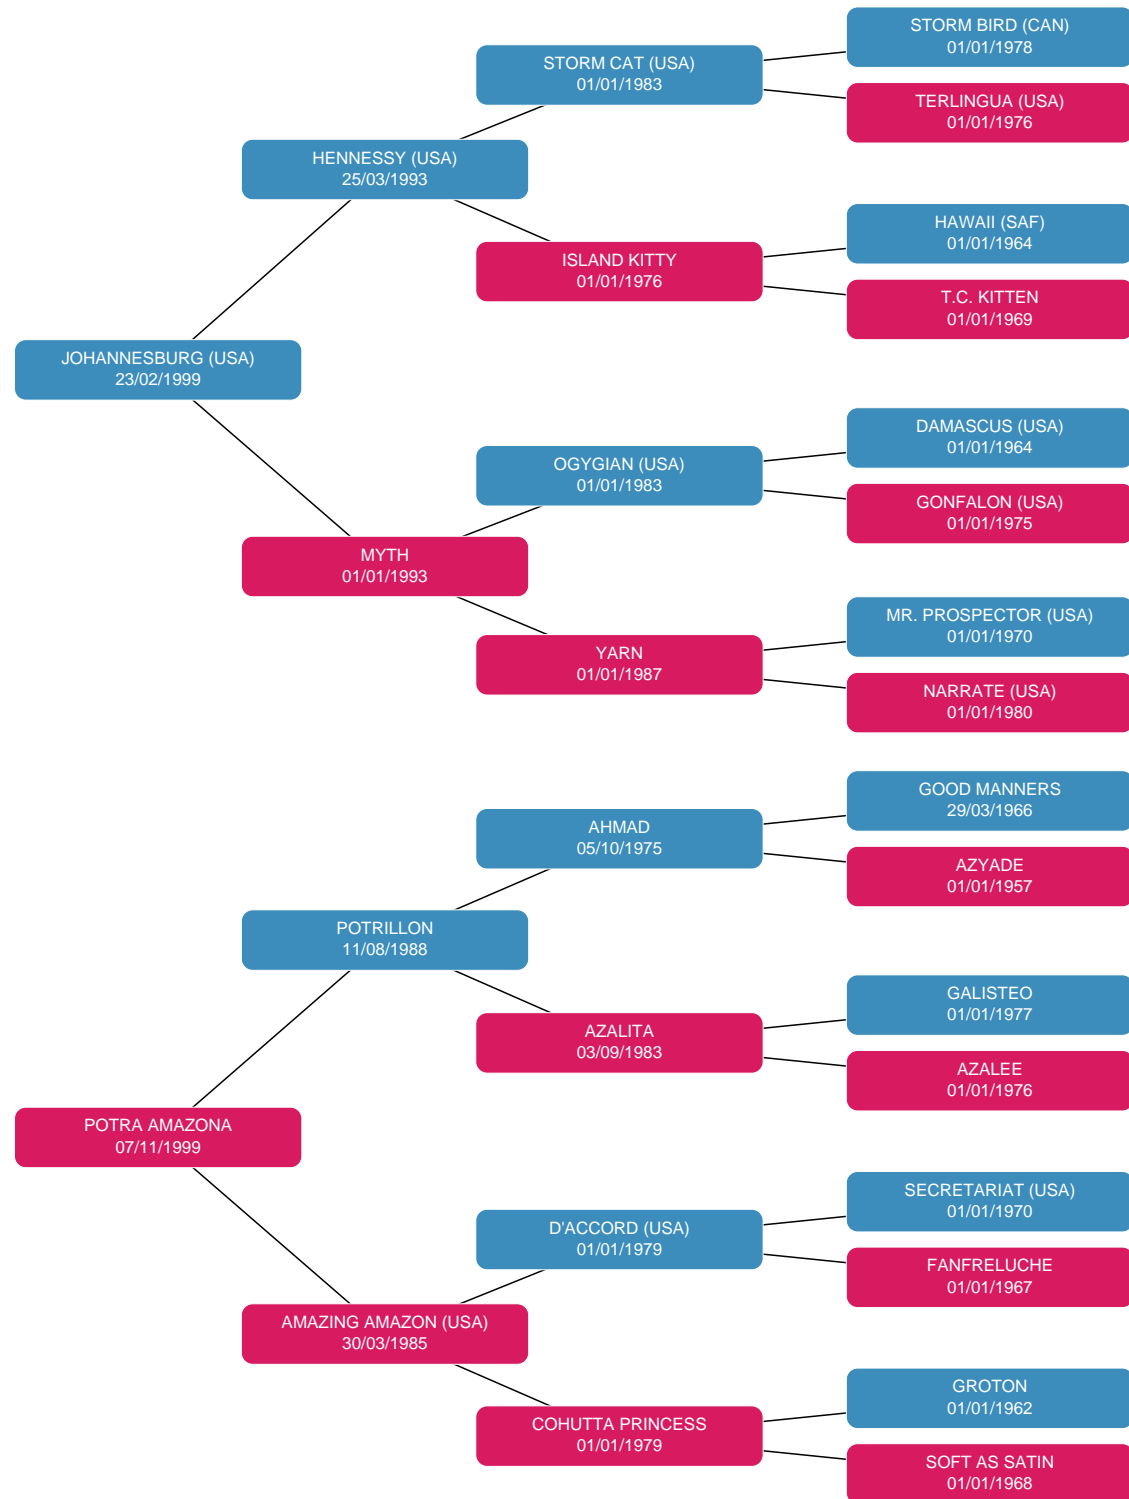 STORM BIRD (CAN)
01/01/1978
STORM CAT (USA)
01/01/1983
TERLINGUA (USA)
01/01/1976
HENNESSY (USA)
25/03/1993
HAWAII (SAF)
01/01/1964
ISLAND KITTY
01/01/1976
T.C. KITTEN
01/01/1969
JOHANNESBURG (USA)
23/02/1999
DAMASCUS (USA)
01/01/1964
OGYGIAN (USA)
01/01/1983
GONFALON (USA)
01/01/1975
MYTH
01/01/1993
MR. PROSPECTOR (USA)
01/01/1970
YARN
01/01/1987
NARRATE (USA)
01/01/1980
GOOD MANNERS
29/03/1966
AHMAD
05/10/1975
AZYADE
01/01/1957
POTRILLON
11/08/1988
GALISTEO
01/01/1977
AZALITA
03/09/1983
AZALEE
01/01/1976
POTRA AMAZONA
07/11/1999
SECRETARIAT (USA)
01/01/1970
D'ACCORD (USA)
01/01/1979
FANFRELUCHE
01/01/1967
AMAZING AMAZON (USA)
30/03/1985
GROTON
01/01/1962
COHUTTA PRINCESS
01/01/1979
SOFT AS SATIN
01/01/1968